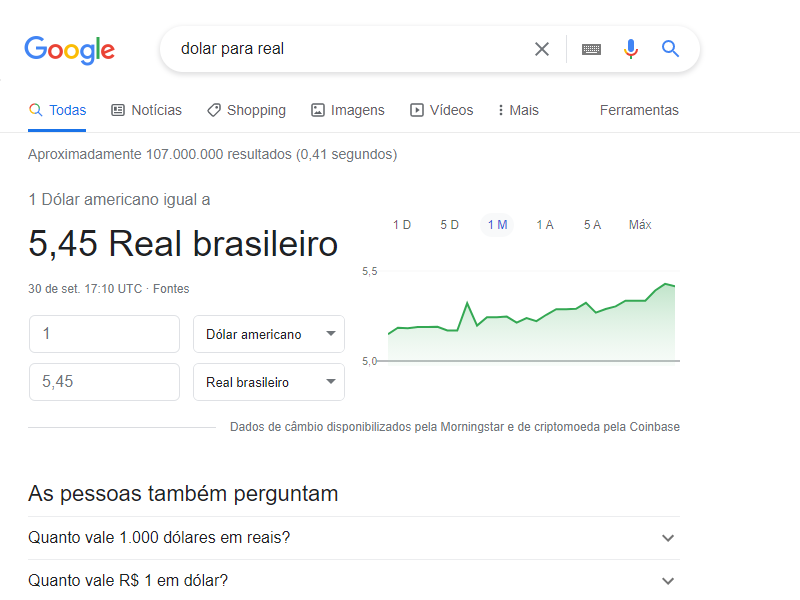 Google
dolar para real
Todas Notícias Shopping Imagens Vídeos Mais Ferramentas
Aproximadamente 107.000.000 resultados (0,41 segundos)
1 Dólar americano igual a
5,45 Real brasileiro
30 de set. 17:10 UTC · Fontes
1 Dólar americano
5,45 Real brasileiro
1 D 5 D 1 M 1 A 5 A Máx
5,5
5,0
Dados de câmbio disponibilizados pela Morningstar e de criptomoeda pela Coinbase
As pessoas também perguntam
Quanto vale 1.000 dólares em reais?
Quanto vale R$ 1 em dólar?